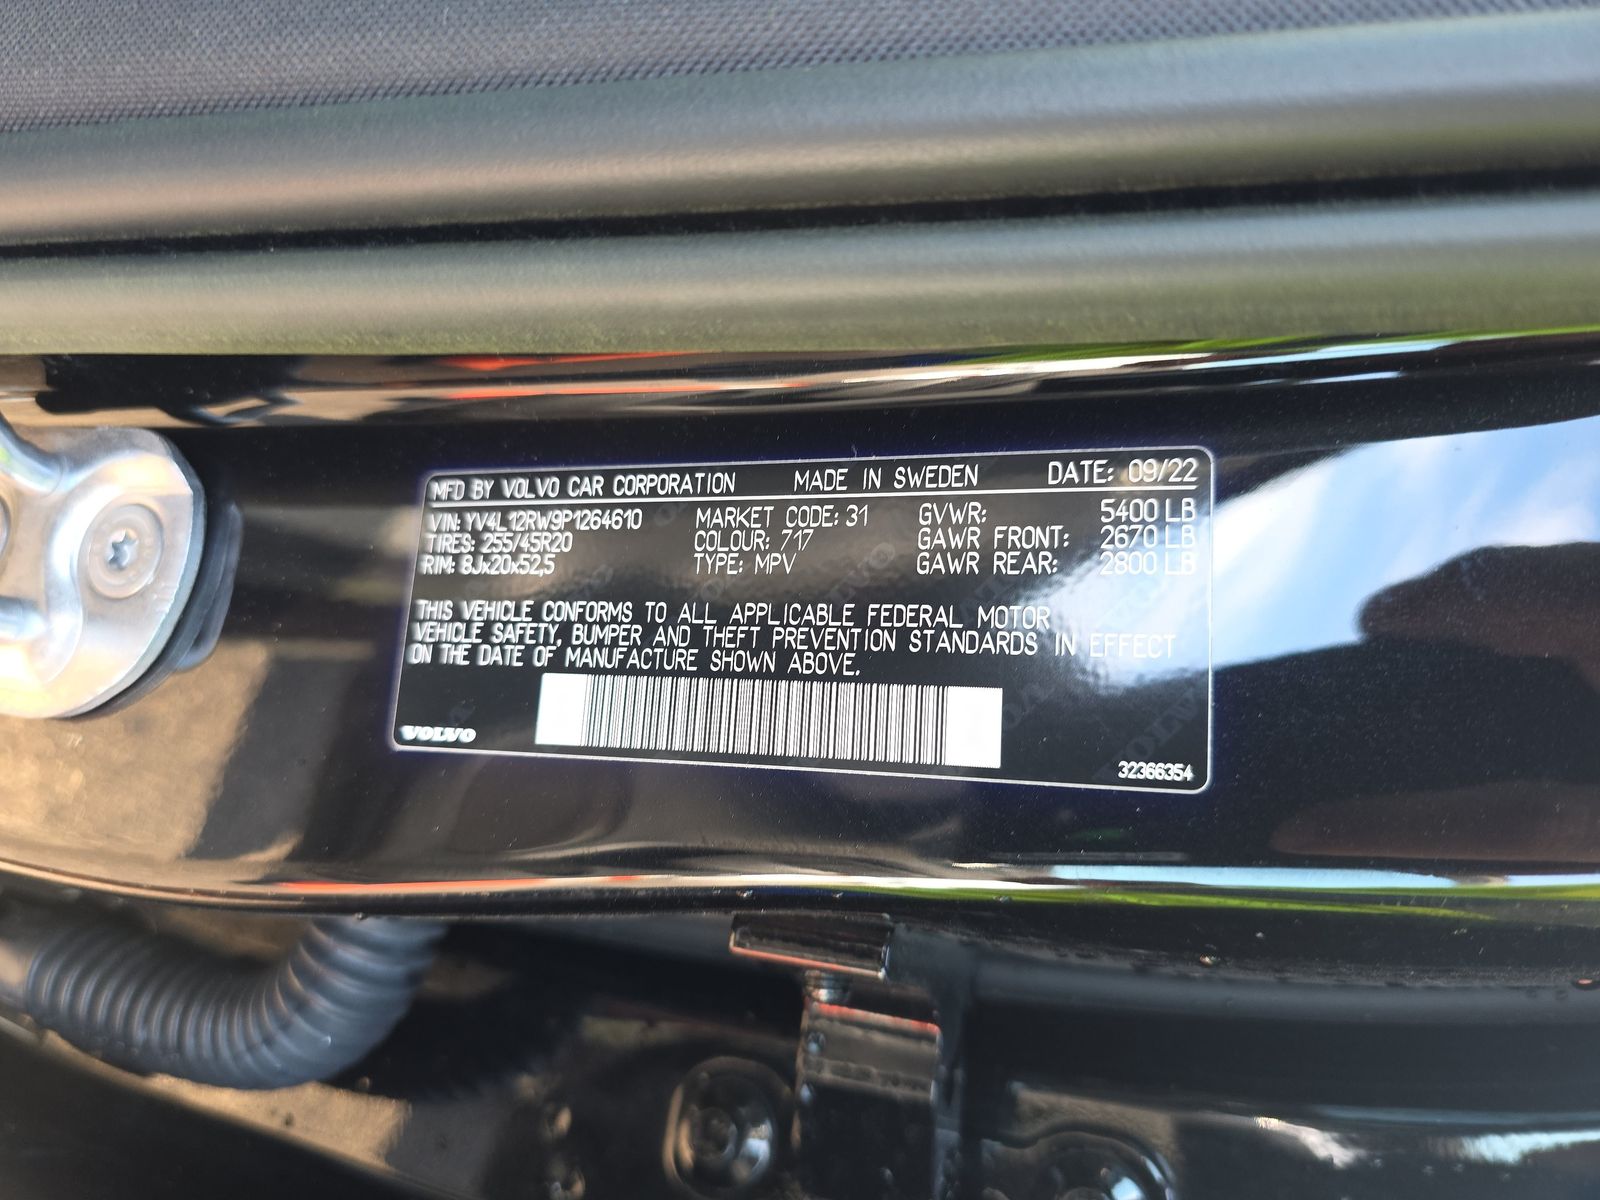 MFD BY VOLVO CAR CORPORATION MADE IN SWEDEN DATE: 09/22
VIN: YV4L12RW9P1264610 MARKET CODE: 31 GVWR: 5400 LB
TIRES: 255/45R20 COLOUR: 717 GAWR FRONT: 2670 LB
RIM: 8Jx20x52,5 TYPE: MPV GAWR REAR: 2800 LB
THIS VEHICLE CONFORMS TO ALL APPLICABLE FEDERAL MOTOR
VEHICLE SAFETY, BUMPER AND THEFT PREVENTION STANDARDS IN EFFECT
ON THE DATE OF MANUFACTURE SHOWN ABOVE.
VOLVO
32366354